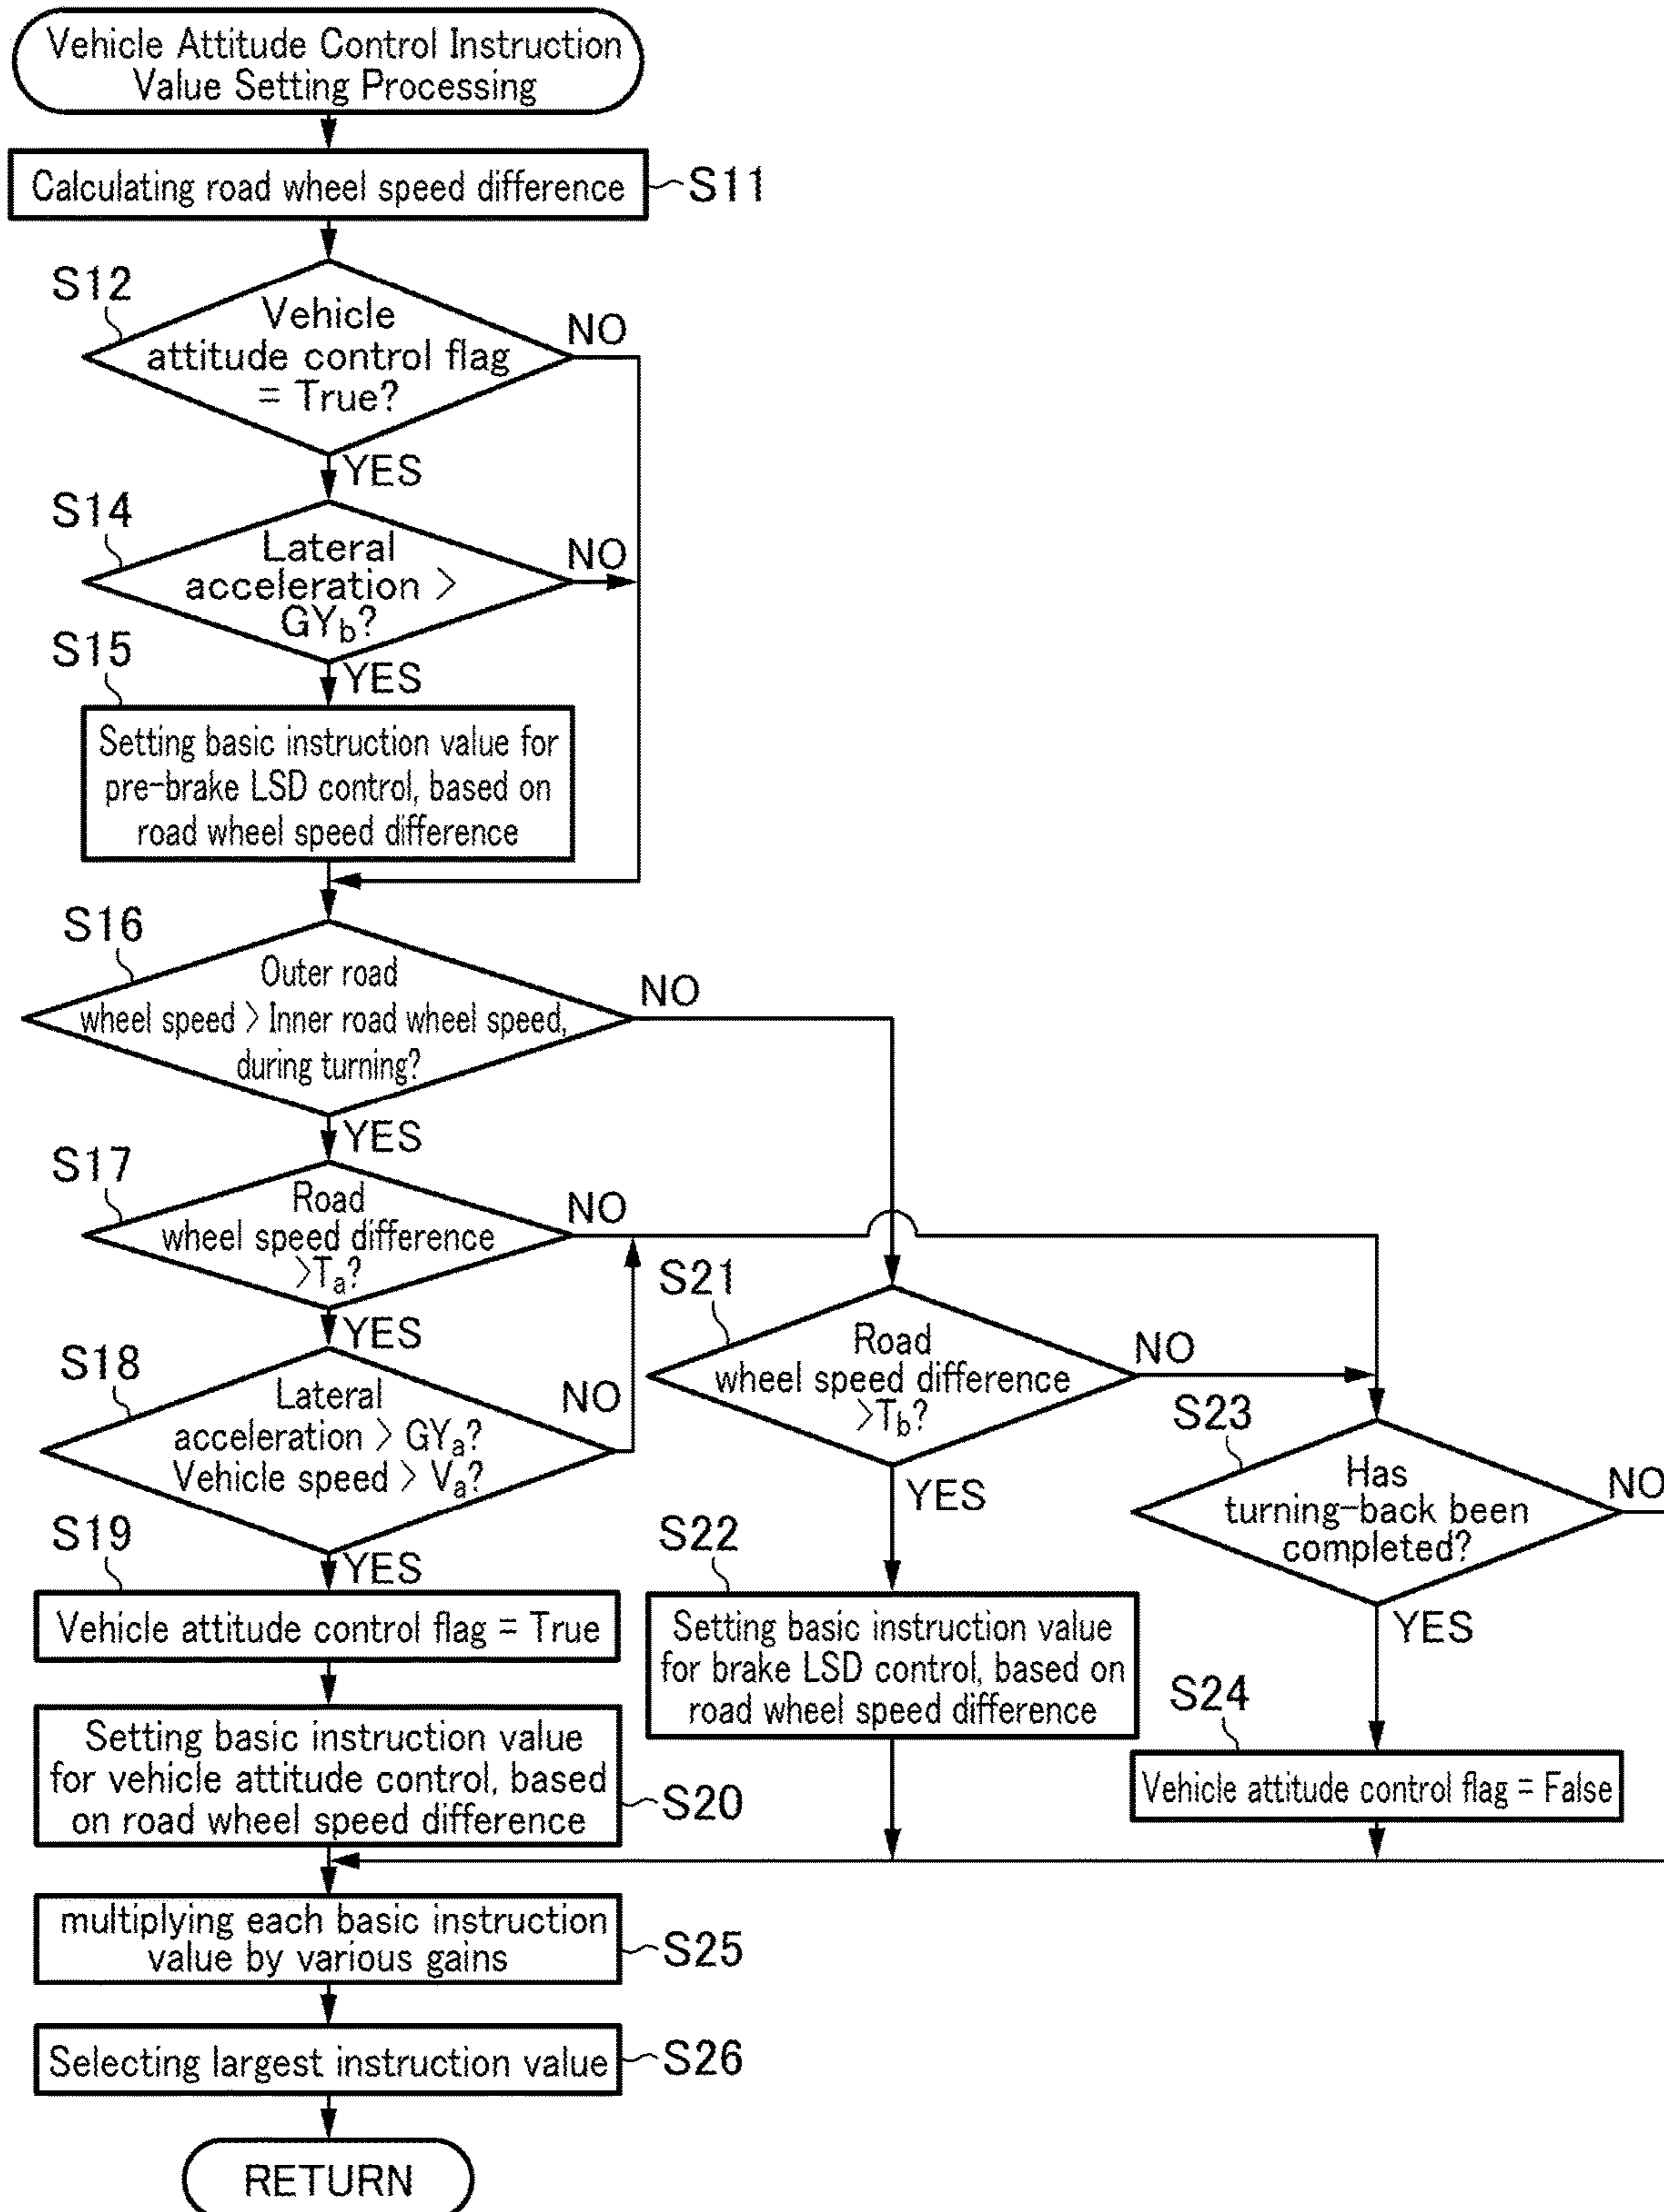 Vehicle Attitude Control Instruction
Value Setting Processing
Calculating road wheel speed difference
S11
S12
Vehicle
attitude control flag
= True?
NO
YES
S14
Lateral
acceleration >
GYb?
NO
YES
S15
Setting basic instruction value for
pre-brake LSD control, based on
road wheel speed difference
S16
Outer road
wheel speed > Inner road wheel speed,
during turning?
NO
YES
S17
Road
wheel speed difference
>Ta?
NO
YES
S18
Lateral
acceleration > GYa?
Vehicle speed > Va?
NO
YES
S19
Vehicle attitude control flag = True
Setting basic instruction value
for vehicle attitude control, based
on road wheel speed difference
S20
S21
Road
wheel speed difference
>Tb?
NO
YES
S22
Setting basic instruction value
for brake LSD control, based on
road wheel speed difference
S23
Has
turning-back been
completed?
NO
YES
S24
Vehicle attitude control flag = False
multiplying each basic instruction
value by various gains
S25
Selecting largest instruction value
S26
RETURN